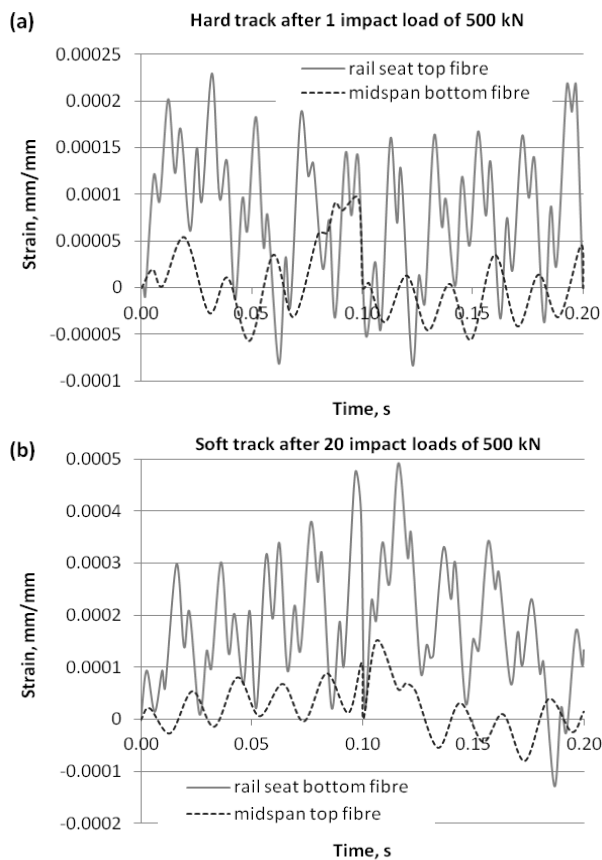 (a)
Hard track after 1 impact load of 500 kN
0.00025
0.0002
0.00015
0.0001
0.00005
0
-0.00005
-0.0001
rail seat top fibre
midspan bottom fibre
0.00
0.05
0.10
0.15
0.20
Strain, mm/mm
Time, s
(b)
Soft track after 20 impact loads of 500 kN
0.0005
0.0004
0.0003
0.0002
0.0001
0
-0.0001
-0.0002
0.00
0.05
0.10
0.15
0.20
rail seat bottom fibre
midspan top fibre
Strain, mm/mm
Time, s